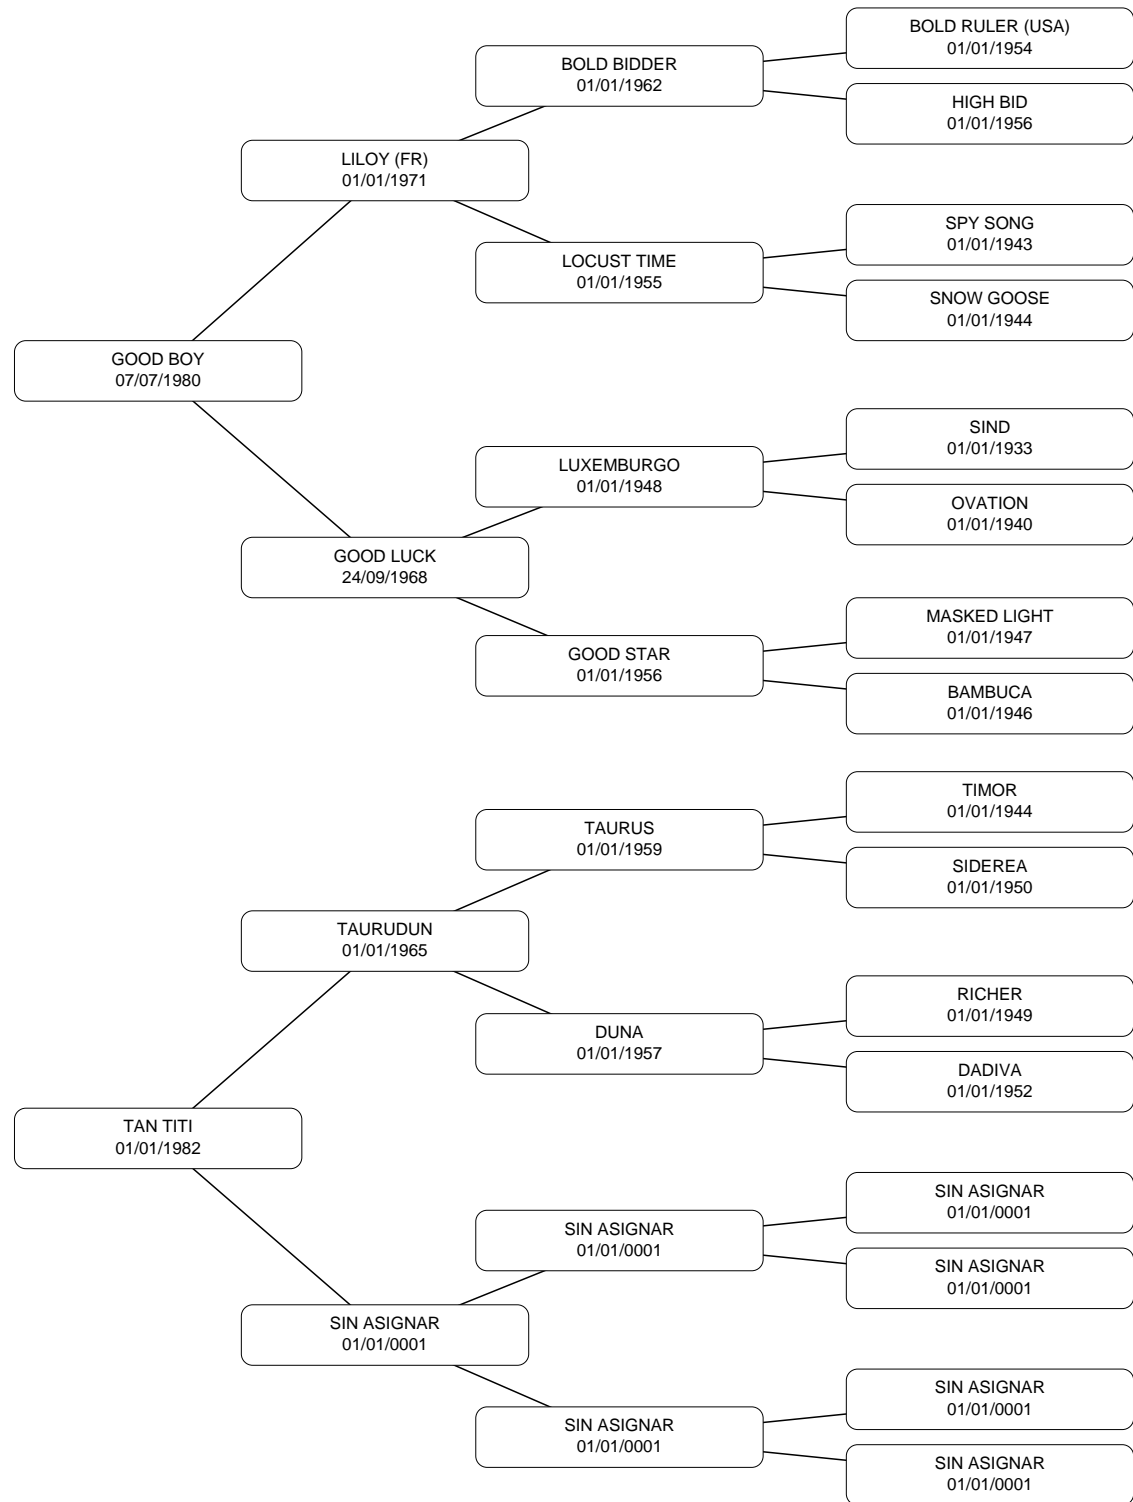 BOLD RULER (USA)
01/01/1954
BOLD BIDDER
01/01/1962
HIGH BID
01/01/1956
LILOY (FR)
01/01/1971
SPY SONG
01/01/1943
LOCUST TIME
01/01/1955
SNOW GOOSE
01/01/1944
GOOD BOY
07/07/1980
SIND
01/01/1933
LUXEMBURGO
01/01/1948
OVATION
01/01/1940
GOOD LUCK
24/09/1968
MASKED LIGHT
01/01/1947
GOOD STAR
01/01/1956
BAMBUCA
01/01/1946
TIMOR
01/01/1944
TAURUS
01/01/1959
SIDEREA
01/01/1950
TAURUDUN
01/01/1965
RICHER
01/01/1949
DUNA
01/01/1957
DADIVA
01/01/1952
TAN TITI
01/01/1982
SIN ASIGNAR
01/01/0001
SIN ASIGNAR
01/01/0001
SIN ASIGNAR
01/01/0001
SIN ASIGNAR
01/01/0001
SIN ASIGNAR
01/01/0001
SIN ASIGNAR
01/01/0001
SIN ASIGNAR
01/01/0001